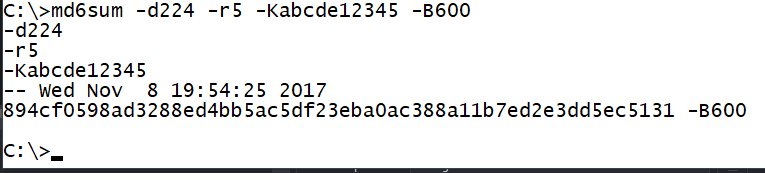 C:\>md6sum -d224 -r5 -Kabcde12345 -B600
-d224
-r5
-Kabcde12345
-- Wed Nov  8 19:54:25 2017
894cf0598ad3288ed4bb5ac5df23eba0ac388a11b7ed2e3dd5ec5131 -B600
C:\>